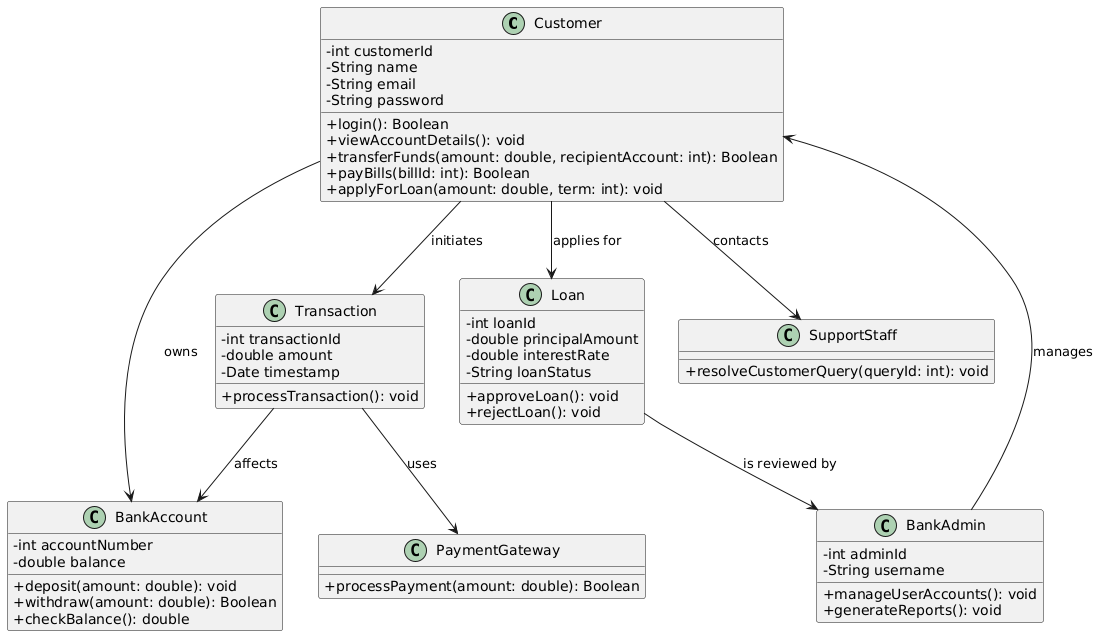 C Customer
-int customerId
-String name
-String email
-String password
+login(): Boolean
+viewAccountDetails(): void
+transferFunds(amount: double, recipientAccount: int): Boolean
+payBills(billId: int): Boolean
+applyForLoan(amount: double, term: int): void
initiates
applies for
contacts
C Transaction
-int transactionId
-double amount
-Date timestamp
+processTransaction(): void
C Loan
-int loanId
-double principalAmount
-double interestRate
-String loanStatus
+approveLoan(): void
+rejectLoan(): void
C SupportStaff
+resolveCustomerQuery(queryId: int): void
owns
manages
affects
uses
is reviewed by
C BankAccount
-int accountNumber
-double balance
+deposit(amount: double): void
+withdraw(amount: double): Boolean
+checkBalance(): double
C PaymentGateway
+processPayment(amount: double): Boolean
C BankAdmin
-int adminId
-String username
+manageUserAccounts(): void
+generateReports(): void